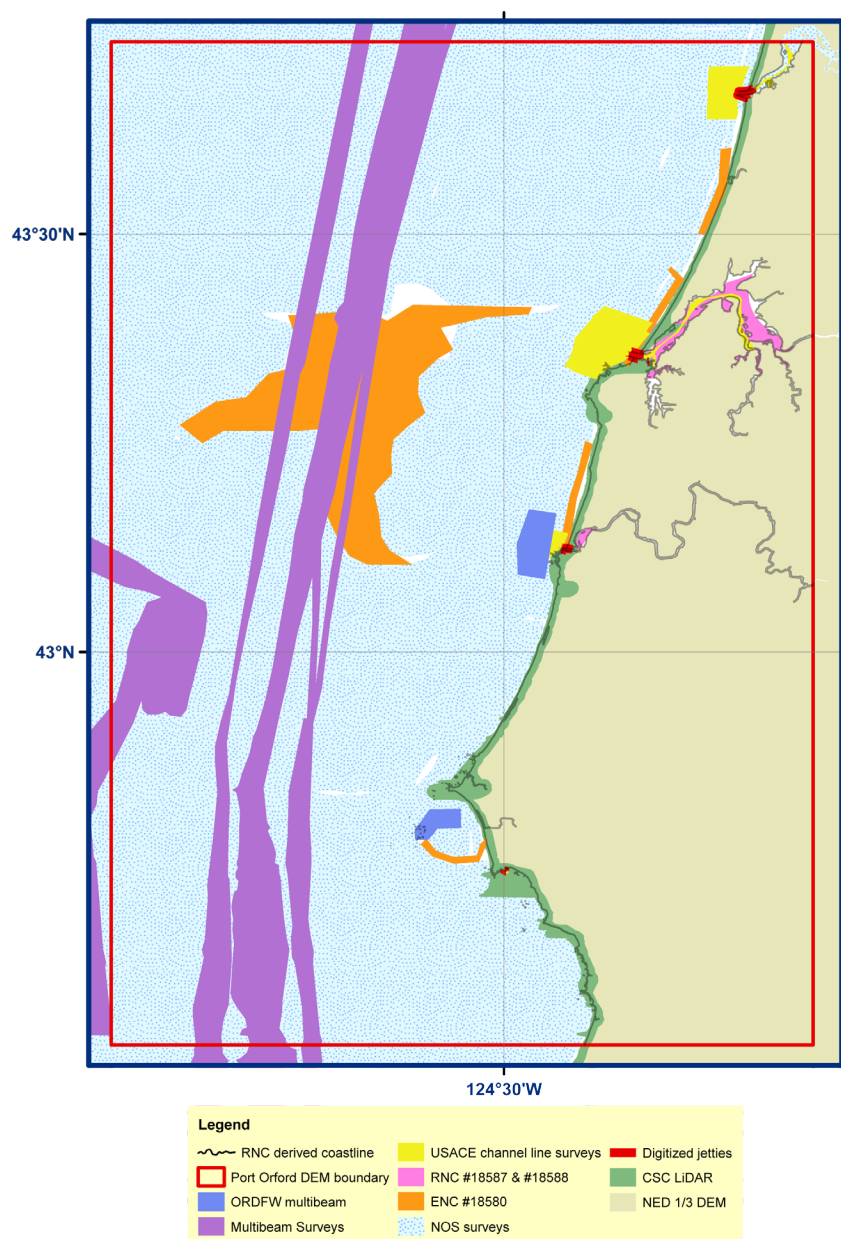 43°30'N
43°N
124°30'W
Legend
RNC derived coastline
USACE channel line surveys
Digitized jetties
Port Orford DEM boundary
RNC #18587 & #18588
CSC LiDAR
ORDFW multibeam
ENC #18580
NED 1/3 DEM
Multibeam Surveys
NOS surveys